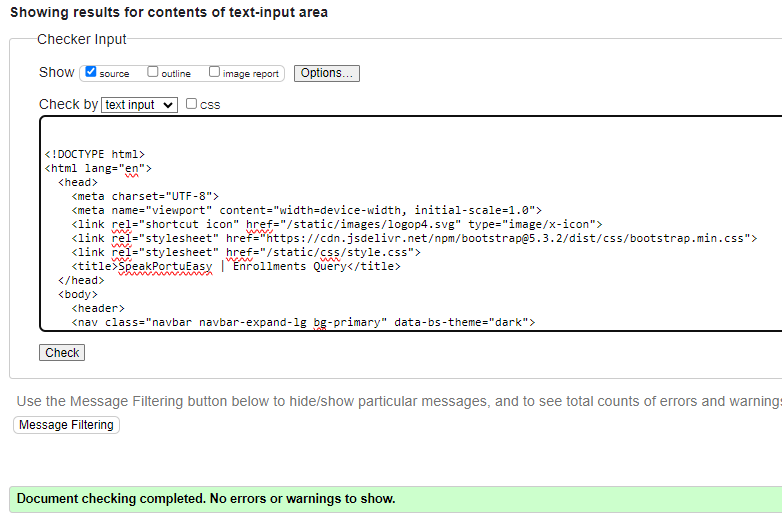 Showing results for contents of text-input area
Checker Input
Show source outline image report Options...
Check by text input css
<!DOCTYPE html>
<html lang="en">
<head>
<meta charset="UTF-8">
<meta name="viewport" content="width=device-width, initial-scale=1.0">
<link rel="shortcut icon" href="/static/images/logop4.svg" type="image/x-icon">
<link rel="stylesheet" href="https://cdn.jsdelivr.net/npm/bootstrap@5.3.2/dist/css/bootstrap.min.css">
<link rel="stylesheet" href="/static/css/style.css">
<title>SpeakPortuEasy | Enrollments Query</title>
</head>
<body>
<header>
<nav class="navbar navbar-expand-lg bg-primary" data-bs-theme="dark">
Check
Use the Message Filtering button below to hide/show particular messages, and to see total counts of errors and warnings
Message Filtering
Document checking completed. No errors or warnings to show.